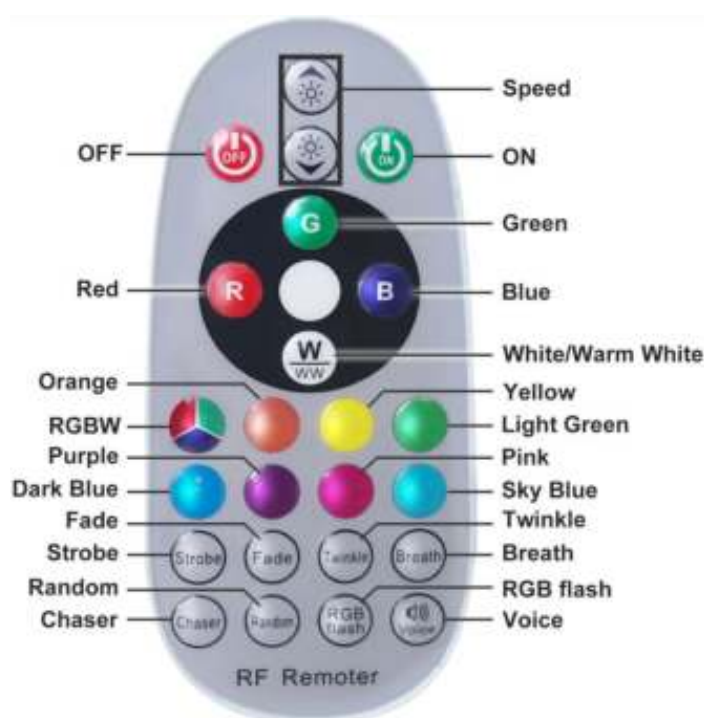 Speed
OFF
OFF
ON
ON
G
Green
Red
R
B
Blue
W
WW
White/Warm White
Orange
Yellow
RGBW
Light Green
Purple
Pink
Dark Blue
Sky Blue
Fade
Twinkle
Strobe
Strobe
Fade
Twinkle
Breath
Breath
Random
RGB flash
Chaser
Chaser
Random
RGB
flash
Voice
Voice
RF Remoter